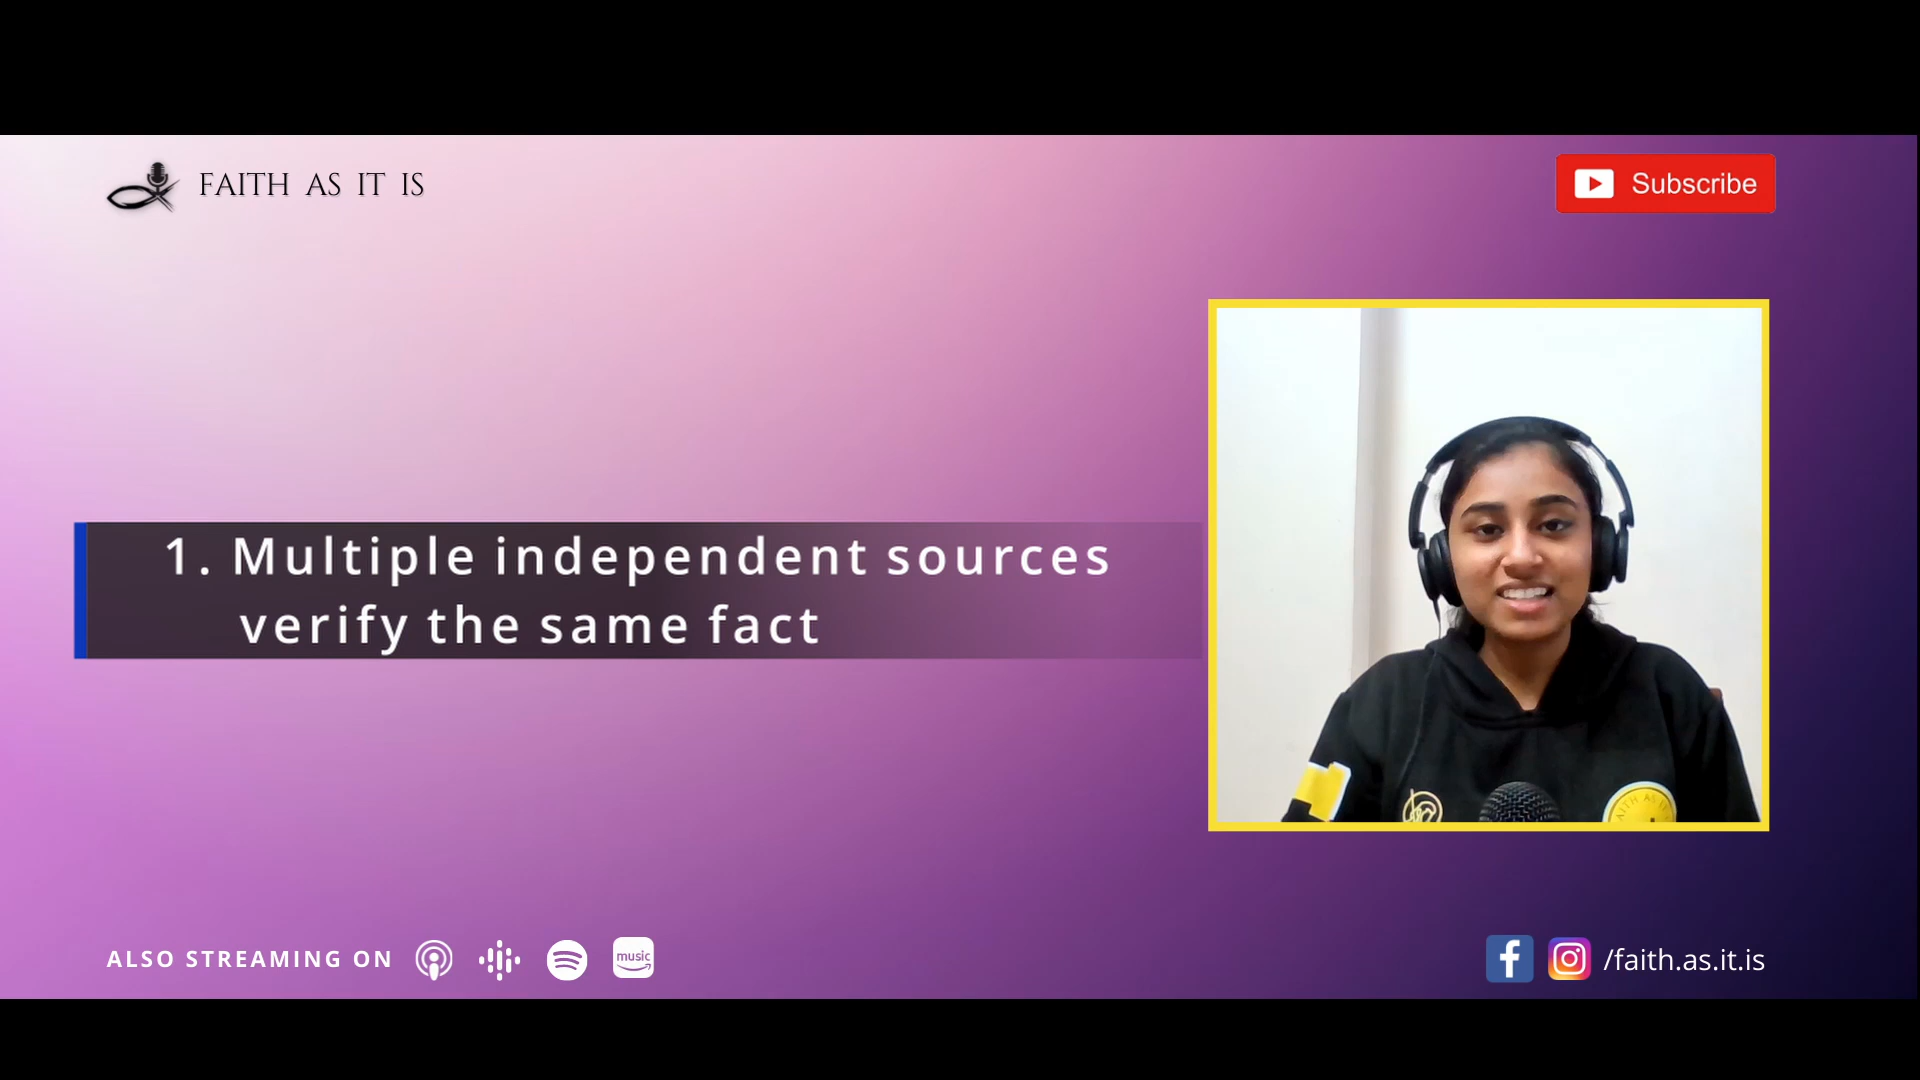 FAITH AS IT IS
Subscribe
1. Multiple independent sources
verify the same fact
ALSO STREAMING ON
music
/faith.as.it.is